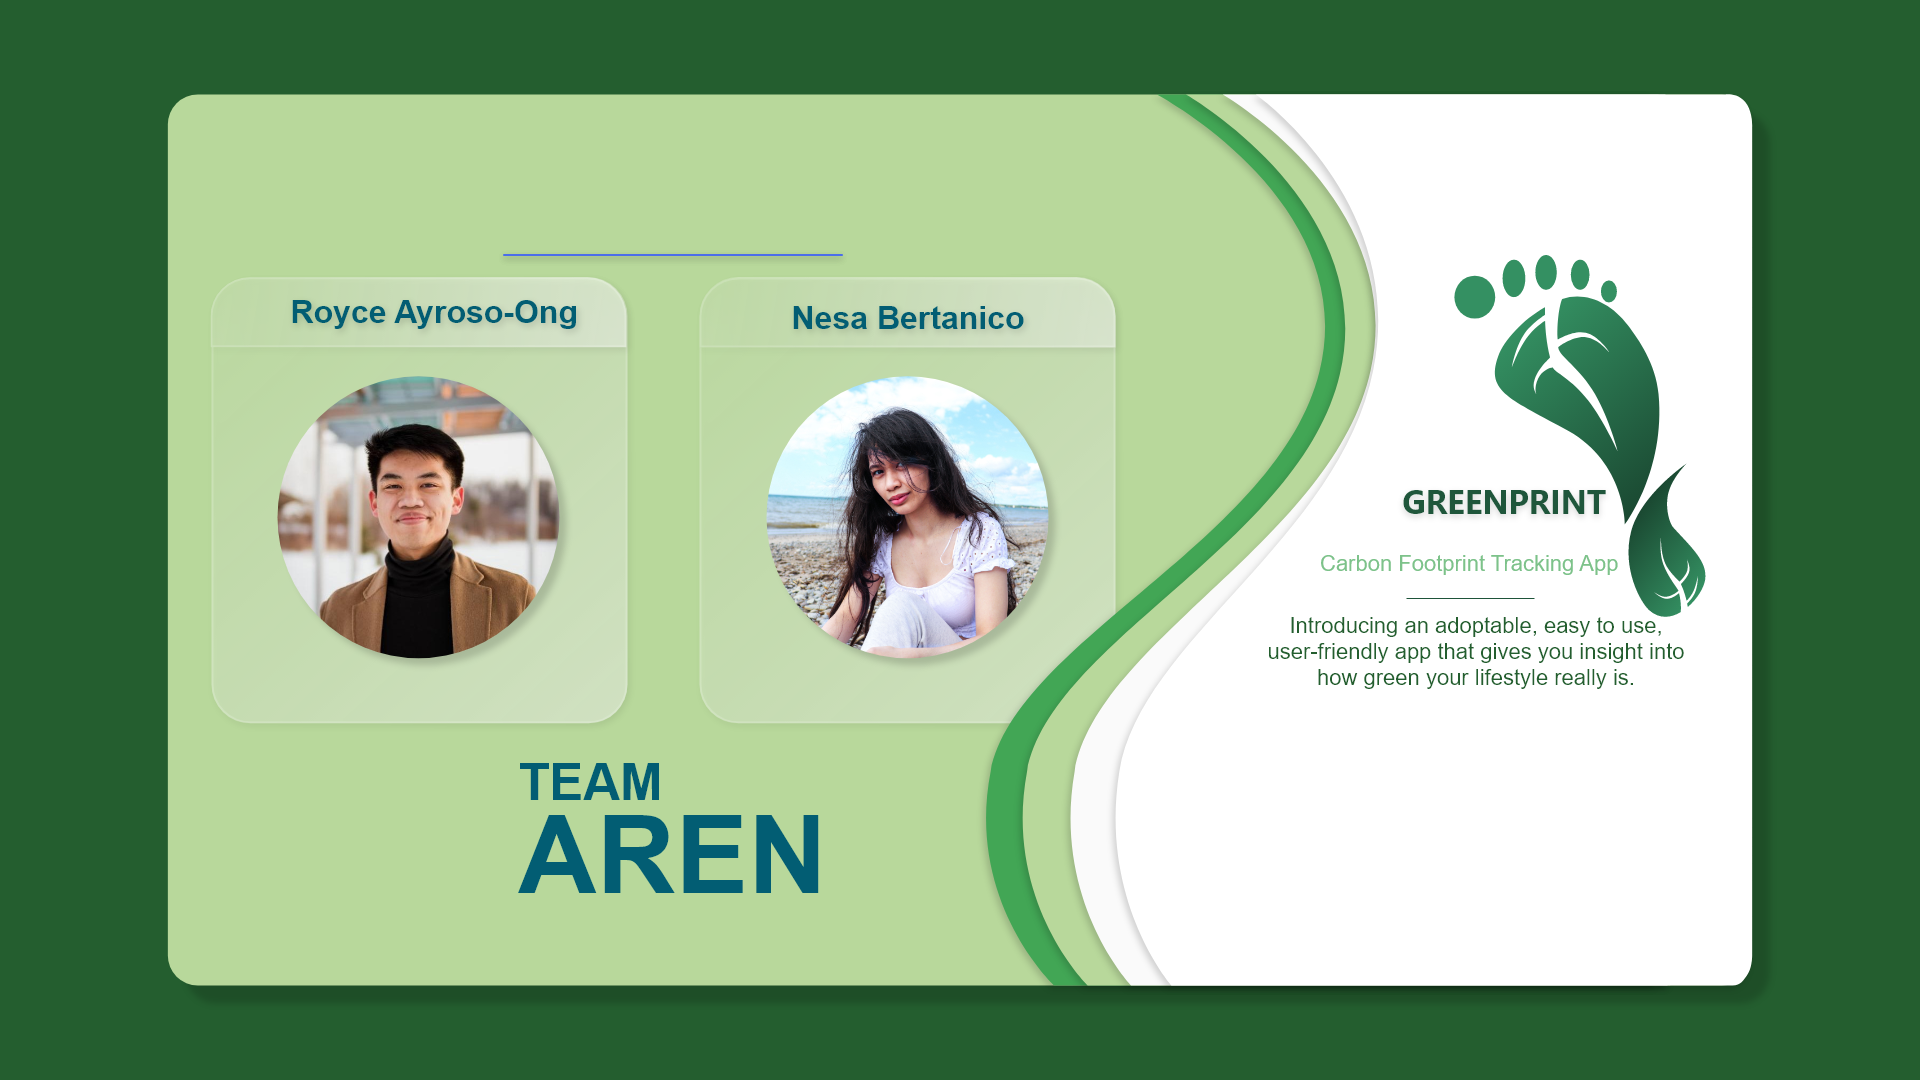 Royce Ayroso-Ong
Nesa Bertanico
TEAM
AREN
GREENPRINT
Carbon Footprint Tracking App
Introducing an adoptable, easy to use,
user-friendly app that gives you insight into
how green your lifestyle really is.